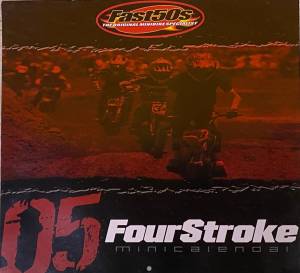 Fast50s
THE ORIGINAL MINIBIKE SPECIALIST
05
FourStroke
minicalendar